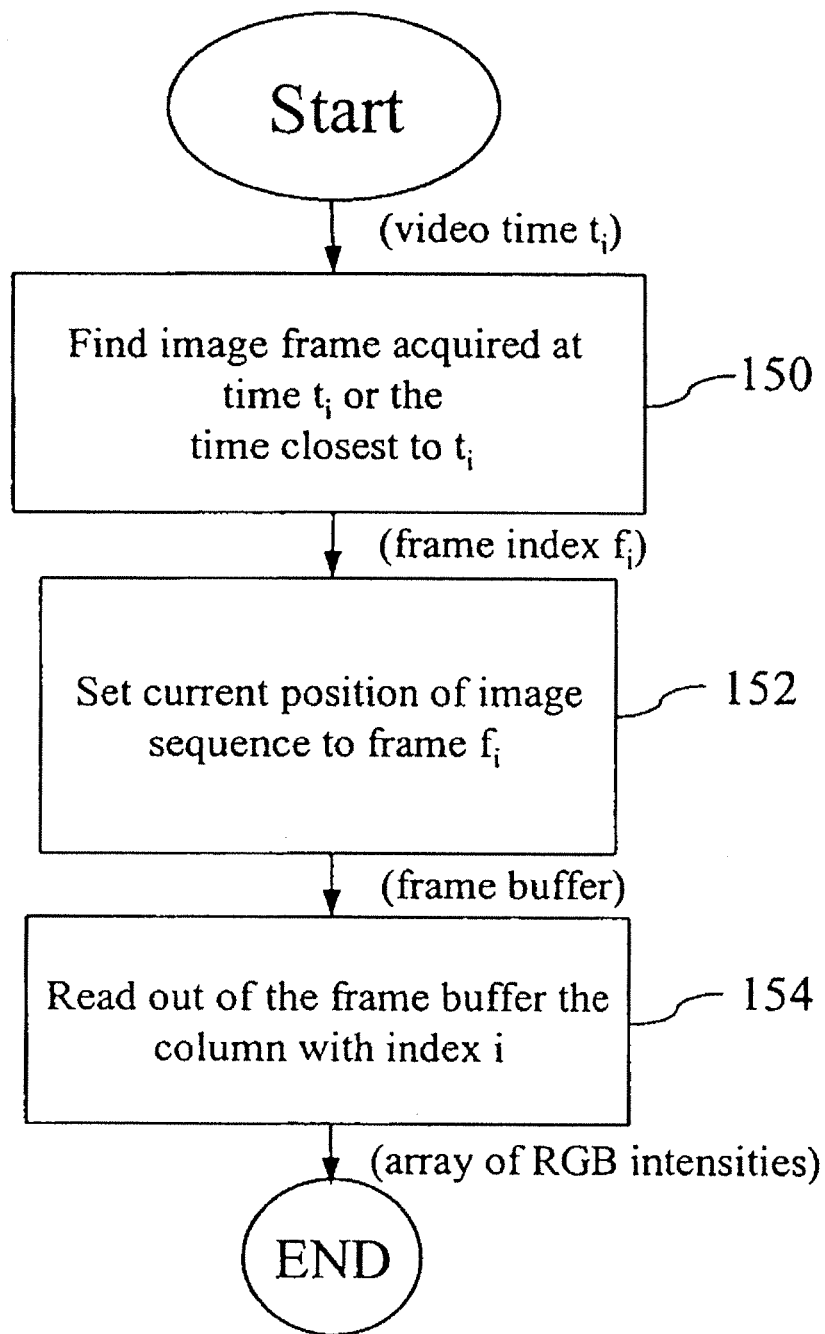 Start
(video time tᵢ)
Find image frame acquired at
time tᵢ or the
time closest to tᵢ
150
(frame index fᵢ)
Set current position of image
sequence to frame fᵢ
152
(frame buffer)
Read out of the frame buffer the
column with index i
154
(array of RGB intensities)
END